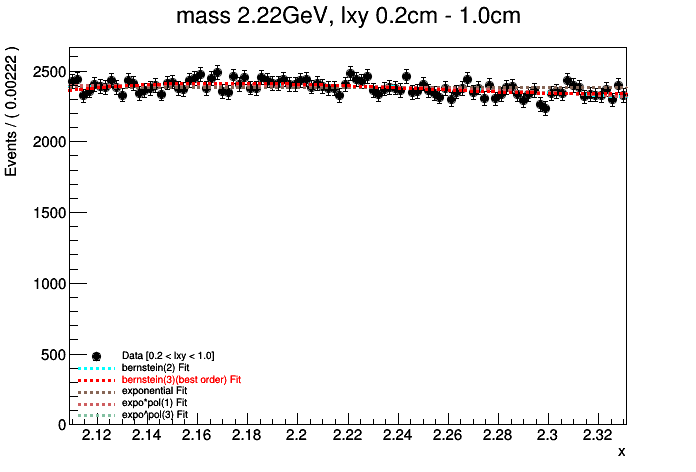 mass 2.22GeV, lxy 0.2cm - 1.0cm
Events / ( 0.00222 )
2500
2000
1500
1000
500
0
Data [0.2 < lxy < 1.0]
bernstein(2) Fit
bernstein(3)(best order) Fit
exponential Fit
expo*pol(1) Fit
expo*pol(3) Fit
2.12 2.14 2.16 2.18 2.2 2.22 2.24 2.26 2.28 2.3 2.32
x